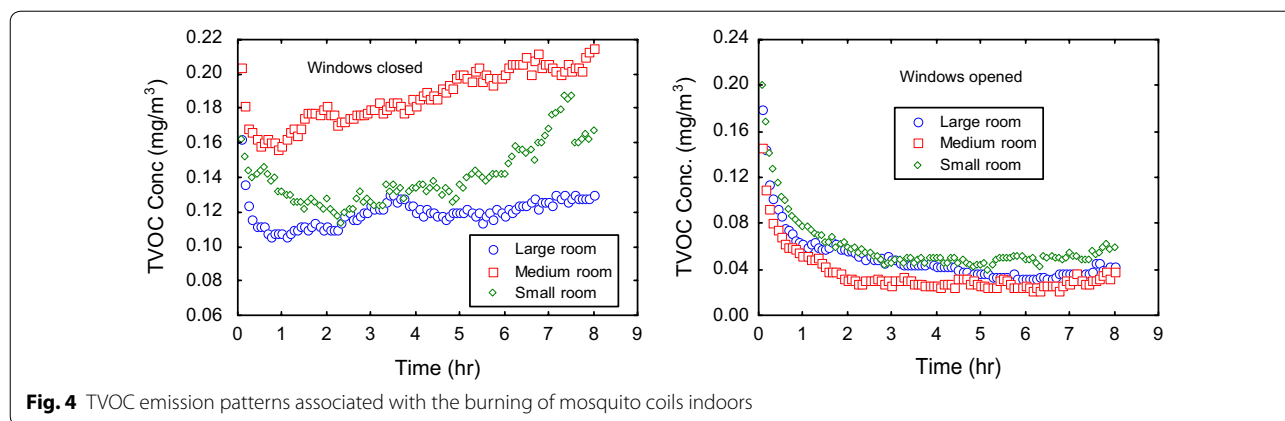 0.22
0.20
0.18
0.16
0.14
0.12
0.10
0.08
0.06
TVOC Conc (mg/m³)
Windows closed
Large room
Medium room
Small room
0 1 2 3 4 5 6 7 8 9
Time (hr)
0.24
0.20
0.16
0.12
0.08
0.04
0.00
TVOC Conc. (mg/m³)
Windows opened
Large room
Medium room
Small room
0 1 2 3 4 5 6 7 8 9
Time (hr)
Fig. 4 TVOC emission patterns associated with the burning of mosquito coils indoors